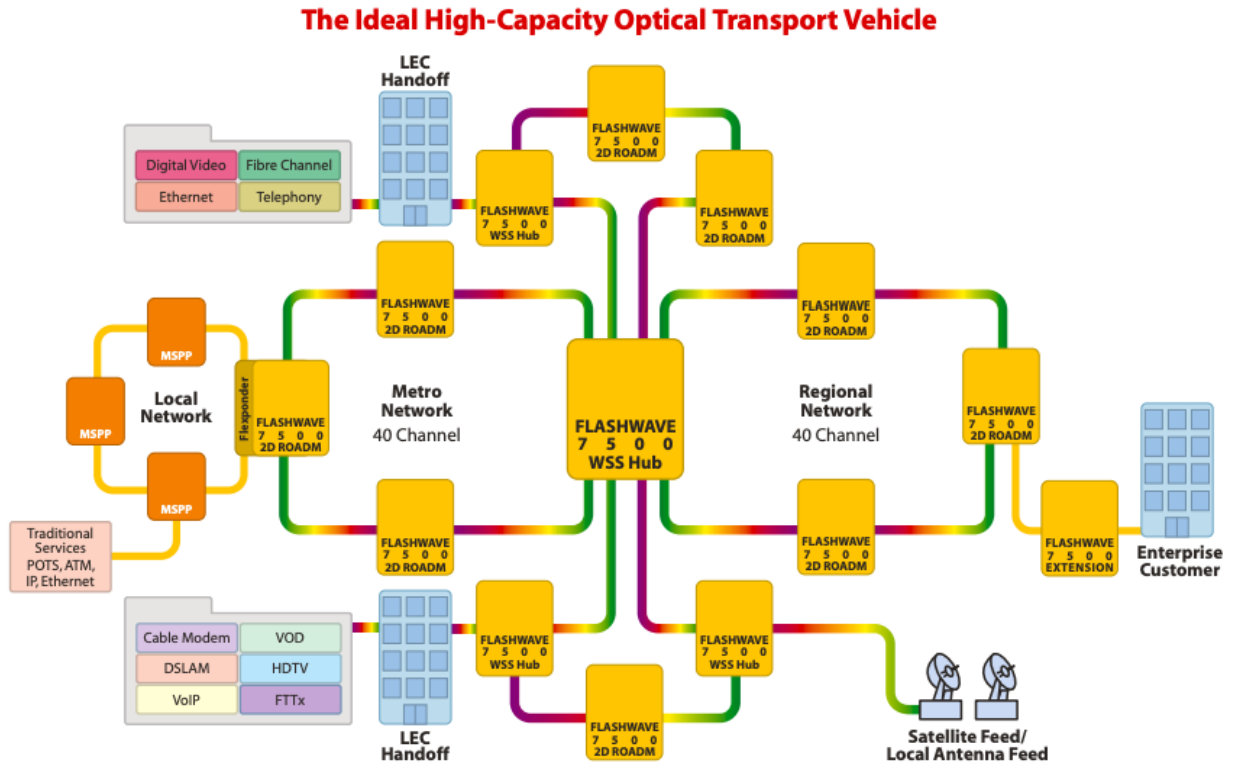 The Ideal High-Capacity Optical Transport Vehicle
LEC
Handoff
FLASHWAVE
7 5 0 0
2D ROADM
Digital Video
Fibre Channel
Ethernet
Telephony
FLASHWAVE
7 5 0 0
WSS Hub
FLASHWAVE
7 5 0 0
2D ROADM
FLASHWAVE
7 5 0 0
2D ROADM
FLASHWAVE
7 5 0 0
2D ROADM
MSPP
MSPP
Local
Network
Flexponder
FLASHWAVE
7 5 0 0
2D ROADM
Metro
Network
40 Channel
FLASHWAVE
7 5 0 0
WSS Hub
Regional
Network
40 Channel
FLASHWAVE
7 5 0 0
2D ROADM
MSPP
Traditional
Services
POTS, ATM,
IP, Ethernet
FLASHWAVE
7 5 0 0
2D ROADM
FLASHWAVE
7 5 0 0
2D ROADM
FLASHWAVE
7 5 0 0
EXTENSION
Enterprise
Customer
Cable Modem
VOD
DSLAM
HDTV
VoIP
FTTx
LEC
Handoff
FLASHWAVE
7 5 0 0
WSS Hub
FLASHWAVE
7 5 0 0
2D ROADM
FLASHWAVE
7 5 0 0
WSS Hub
Satellite Feed/
Local Antenna Feed